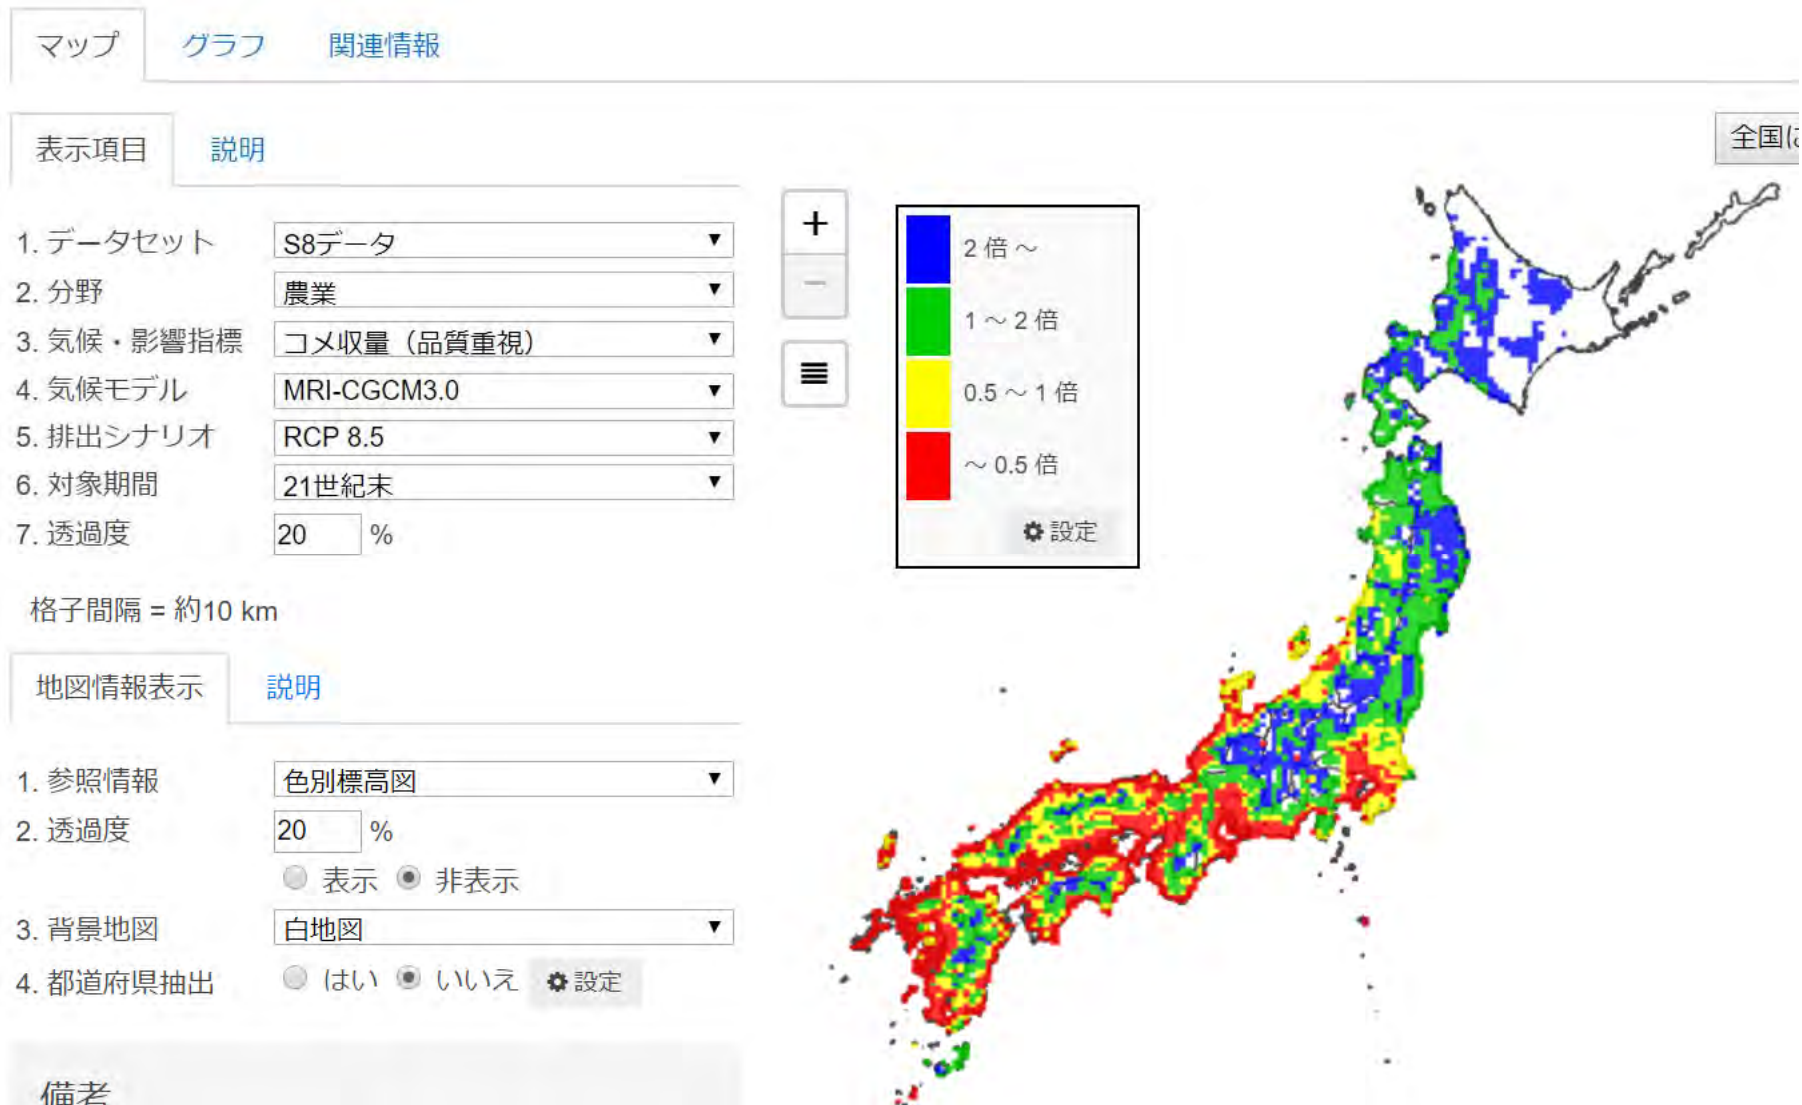 マップ グラフ 関連情報
表示項目 説明
全国に
1. データセット S8データ
2. 分野 農業
3. 気候・影響指標 コメ収量（品質重視）
4. 気候モデル MRI-CGCM3.0
5. 排出シナリオ RCP 8.5
6. 対象期間 21世紀末
7. 透過度 20 %
格子間隔 = 約10 km
地図情報表示 説明
1. 参照情報 色別標高図
2. 透過度 20 %
表示 非表示
3. 背景地図 白地図
4. 都道府県抽出 はい いいえ 設定
備考
+
−
2 倍 ～
1 ～ 2 倍
0.5 ～ 1 倍
～ 0.5 倍
設定